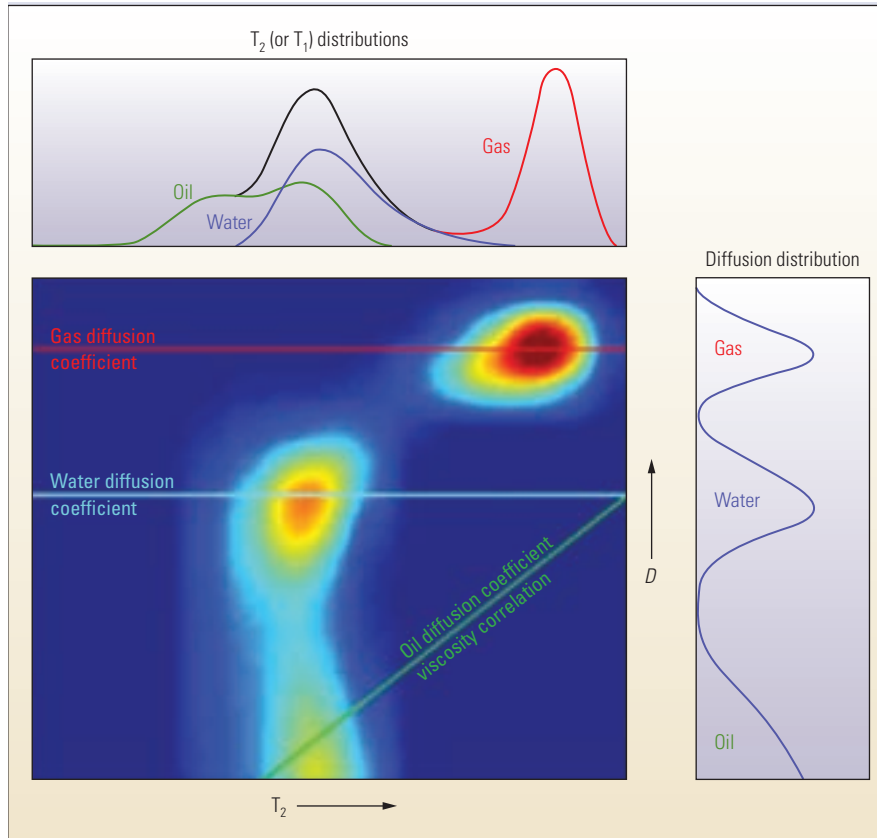 T2 (or T1) distributions
Gas
Oil
Water
Diffusion distribution
Gas diffusion
coefficient
Gas
Water diffusion
coefficient
Water
Oil diffusion coefficient
viscosity correlation
D
Oil
T2